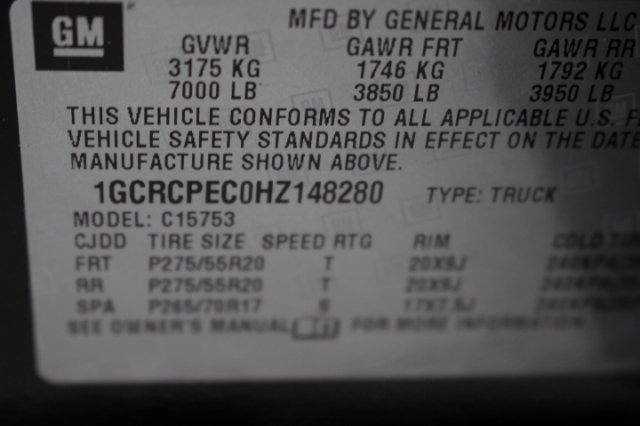 GM
MFD BY GENERAL MOTORS LLC
GVWR GAWR FRT GAWR RR
3175 KG 1746 KG 1792 KG
7000 LB 3850 LB 3950 LB
THIS VEHICLE CONFORMS TO ALL APPLICABLE U.S. F
VEHICLE SAFETY STANDARDS IN EFFECT ON THE DATE
MANUFACTURE SHOWN ABOVE.
1GCRCPEC0HZ148280 TYPE: TRUCK
MODEL: C15753
CJDD TIRE SIZE SPEED RTG RIM COLD TIR
FRT P275/55R20 T 20X9J
RR P275/55R20 T 20X9J
SPA P265/70R17 S 17X7.5J
SEE OWNER'S MANUAL FOR MORE INFORMATION